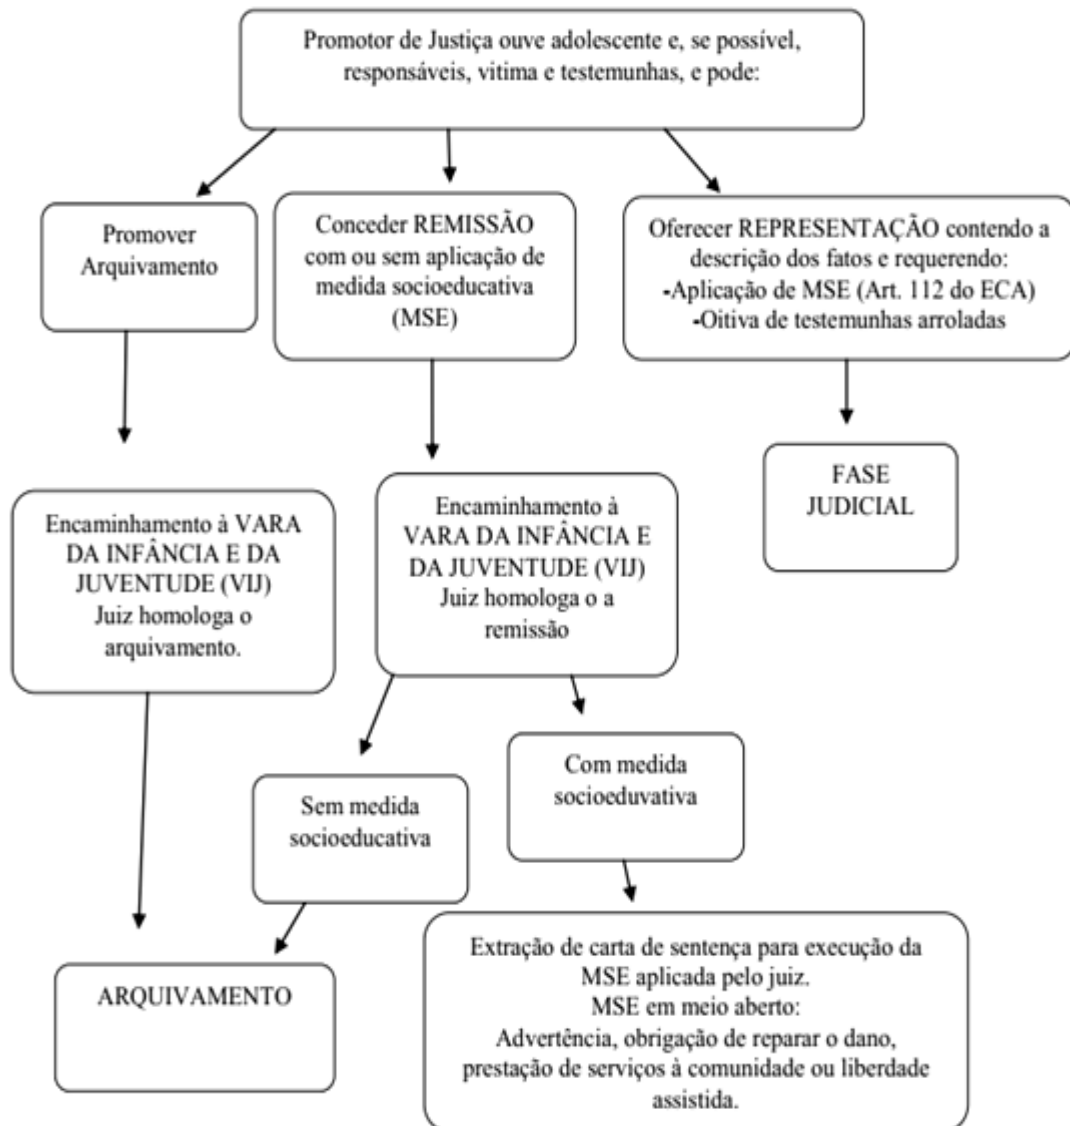 Promotor de Justiça ouve adolescente e, se possível,
responsáveis, vitima e testemunhas, e pode:
Promover
Arquivamento
Conceder REMISSÃO
com ou sem aplicação de
medida socioeducativa
(MSE)
Oferecer REPRESENTAÇÃO contendo a
descrição dos fatos e requerendo:
-Aplicação de MSE (Art. 112 do ECA)
-Oitiva de testemunhas arroladas
Encaminhamento à VARA
DA INFÂNCIA E DA
JUVENTUDE (VIJ)
Juiz homologa o
arquivamento.
Encaminhamento à
VARA DA INFÂNCIA E
DA JUVENTUDE (VIJ)
Juiz homologa o a
remissão
FASE
JUDICIAL
Sem medida
socioeducativa
Com medida
socioeduvativa
ARQUIVAMENTO
Extração de carta de sentença para execução da
MSE aplicada pelo juiz.
MSE em meio aberto:
Advertência, obrigação de reparar o dano,
prestação de serviços à comunidade ou liberdade
assistida.